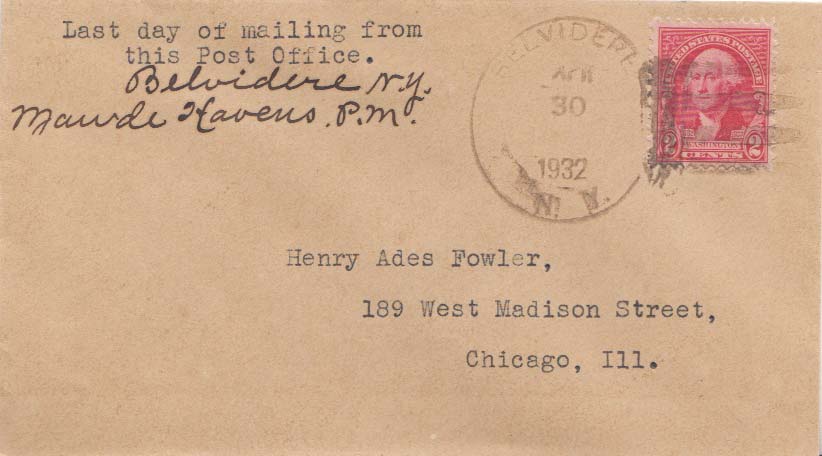 Last day of mailing from
this Post Office.
Belvidere N.Y.
Maude Havens. P.M.
BELVIDERE
APR
30
1932
N. Y.
UNITED STATES POSTAGE
2 WASHINGTON 2
CENTS
Henry Ades Fowler,
189 West Madison Street,
Chicago, Ill.